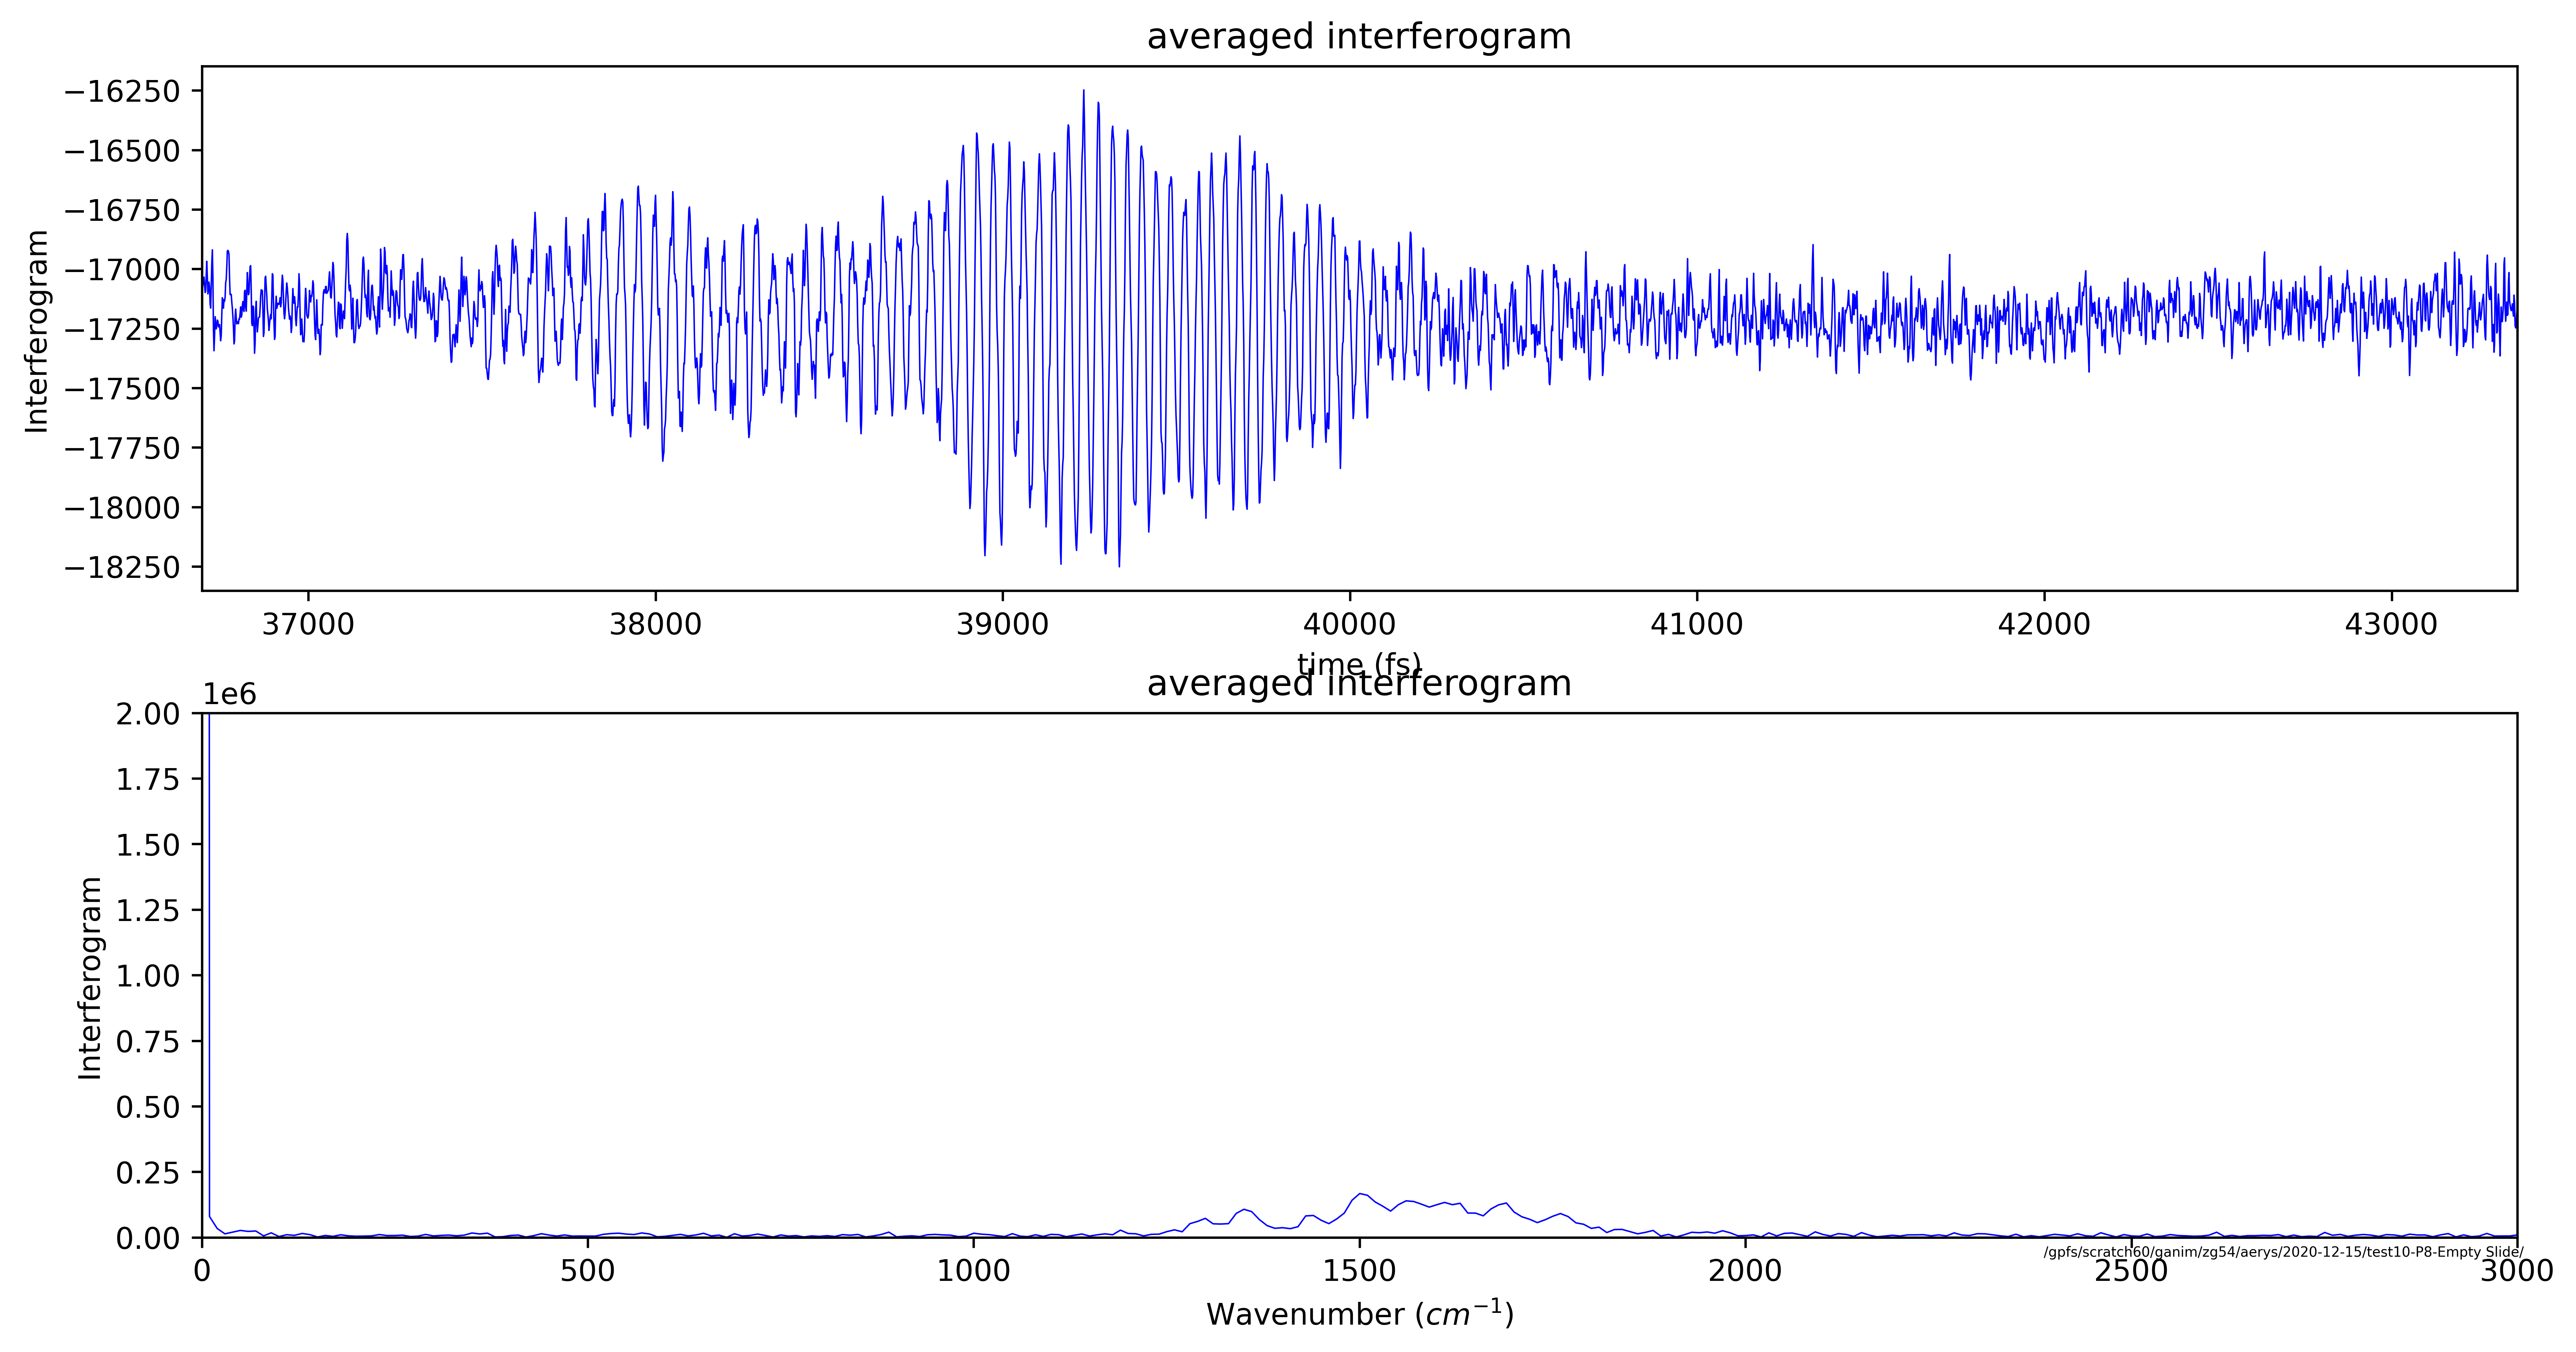 averaged interferogram
Interferogram
−16250
−16500
−16750
−17000
−17250
−17500
−17750
−18000
−18250
37000 38000 39000 40000 41000 42000 43000
time (fs)
averaged interferogram
1e6
Interferogram
2.00
1.75
1.50
1.25
1.00
0.75
0.50
0.25
0.00
/gpfs/scratch60/ganim/zg54/aerys/2020-12-15/test10-P8-Empty Slide/
0 500 1000 1500 2000 2500 3000
Wavenumber (cm⁻¹)